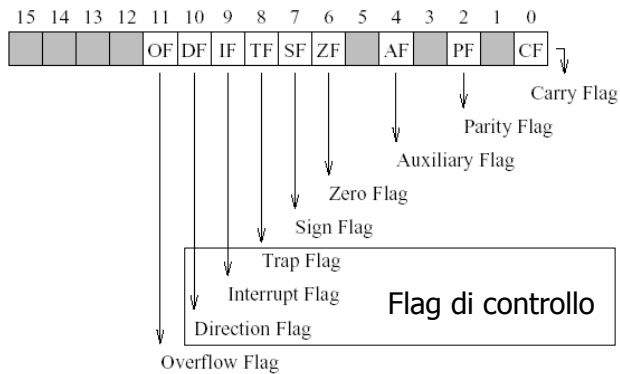 15 14 13 12 11 10 9 8 7 6 5 4 3 2 1 0
OF DF IF TF SF ZF AF PF CF
Carry Flag
Parity Flag
Auxiliary Flag
Zero Flag
Sign Flag
Trap Flag
Interrupt Flag
Flag di controllo
Direction Flag
Overflow Flag